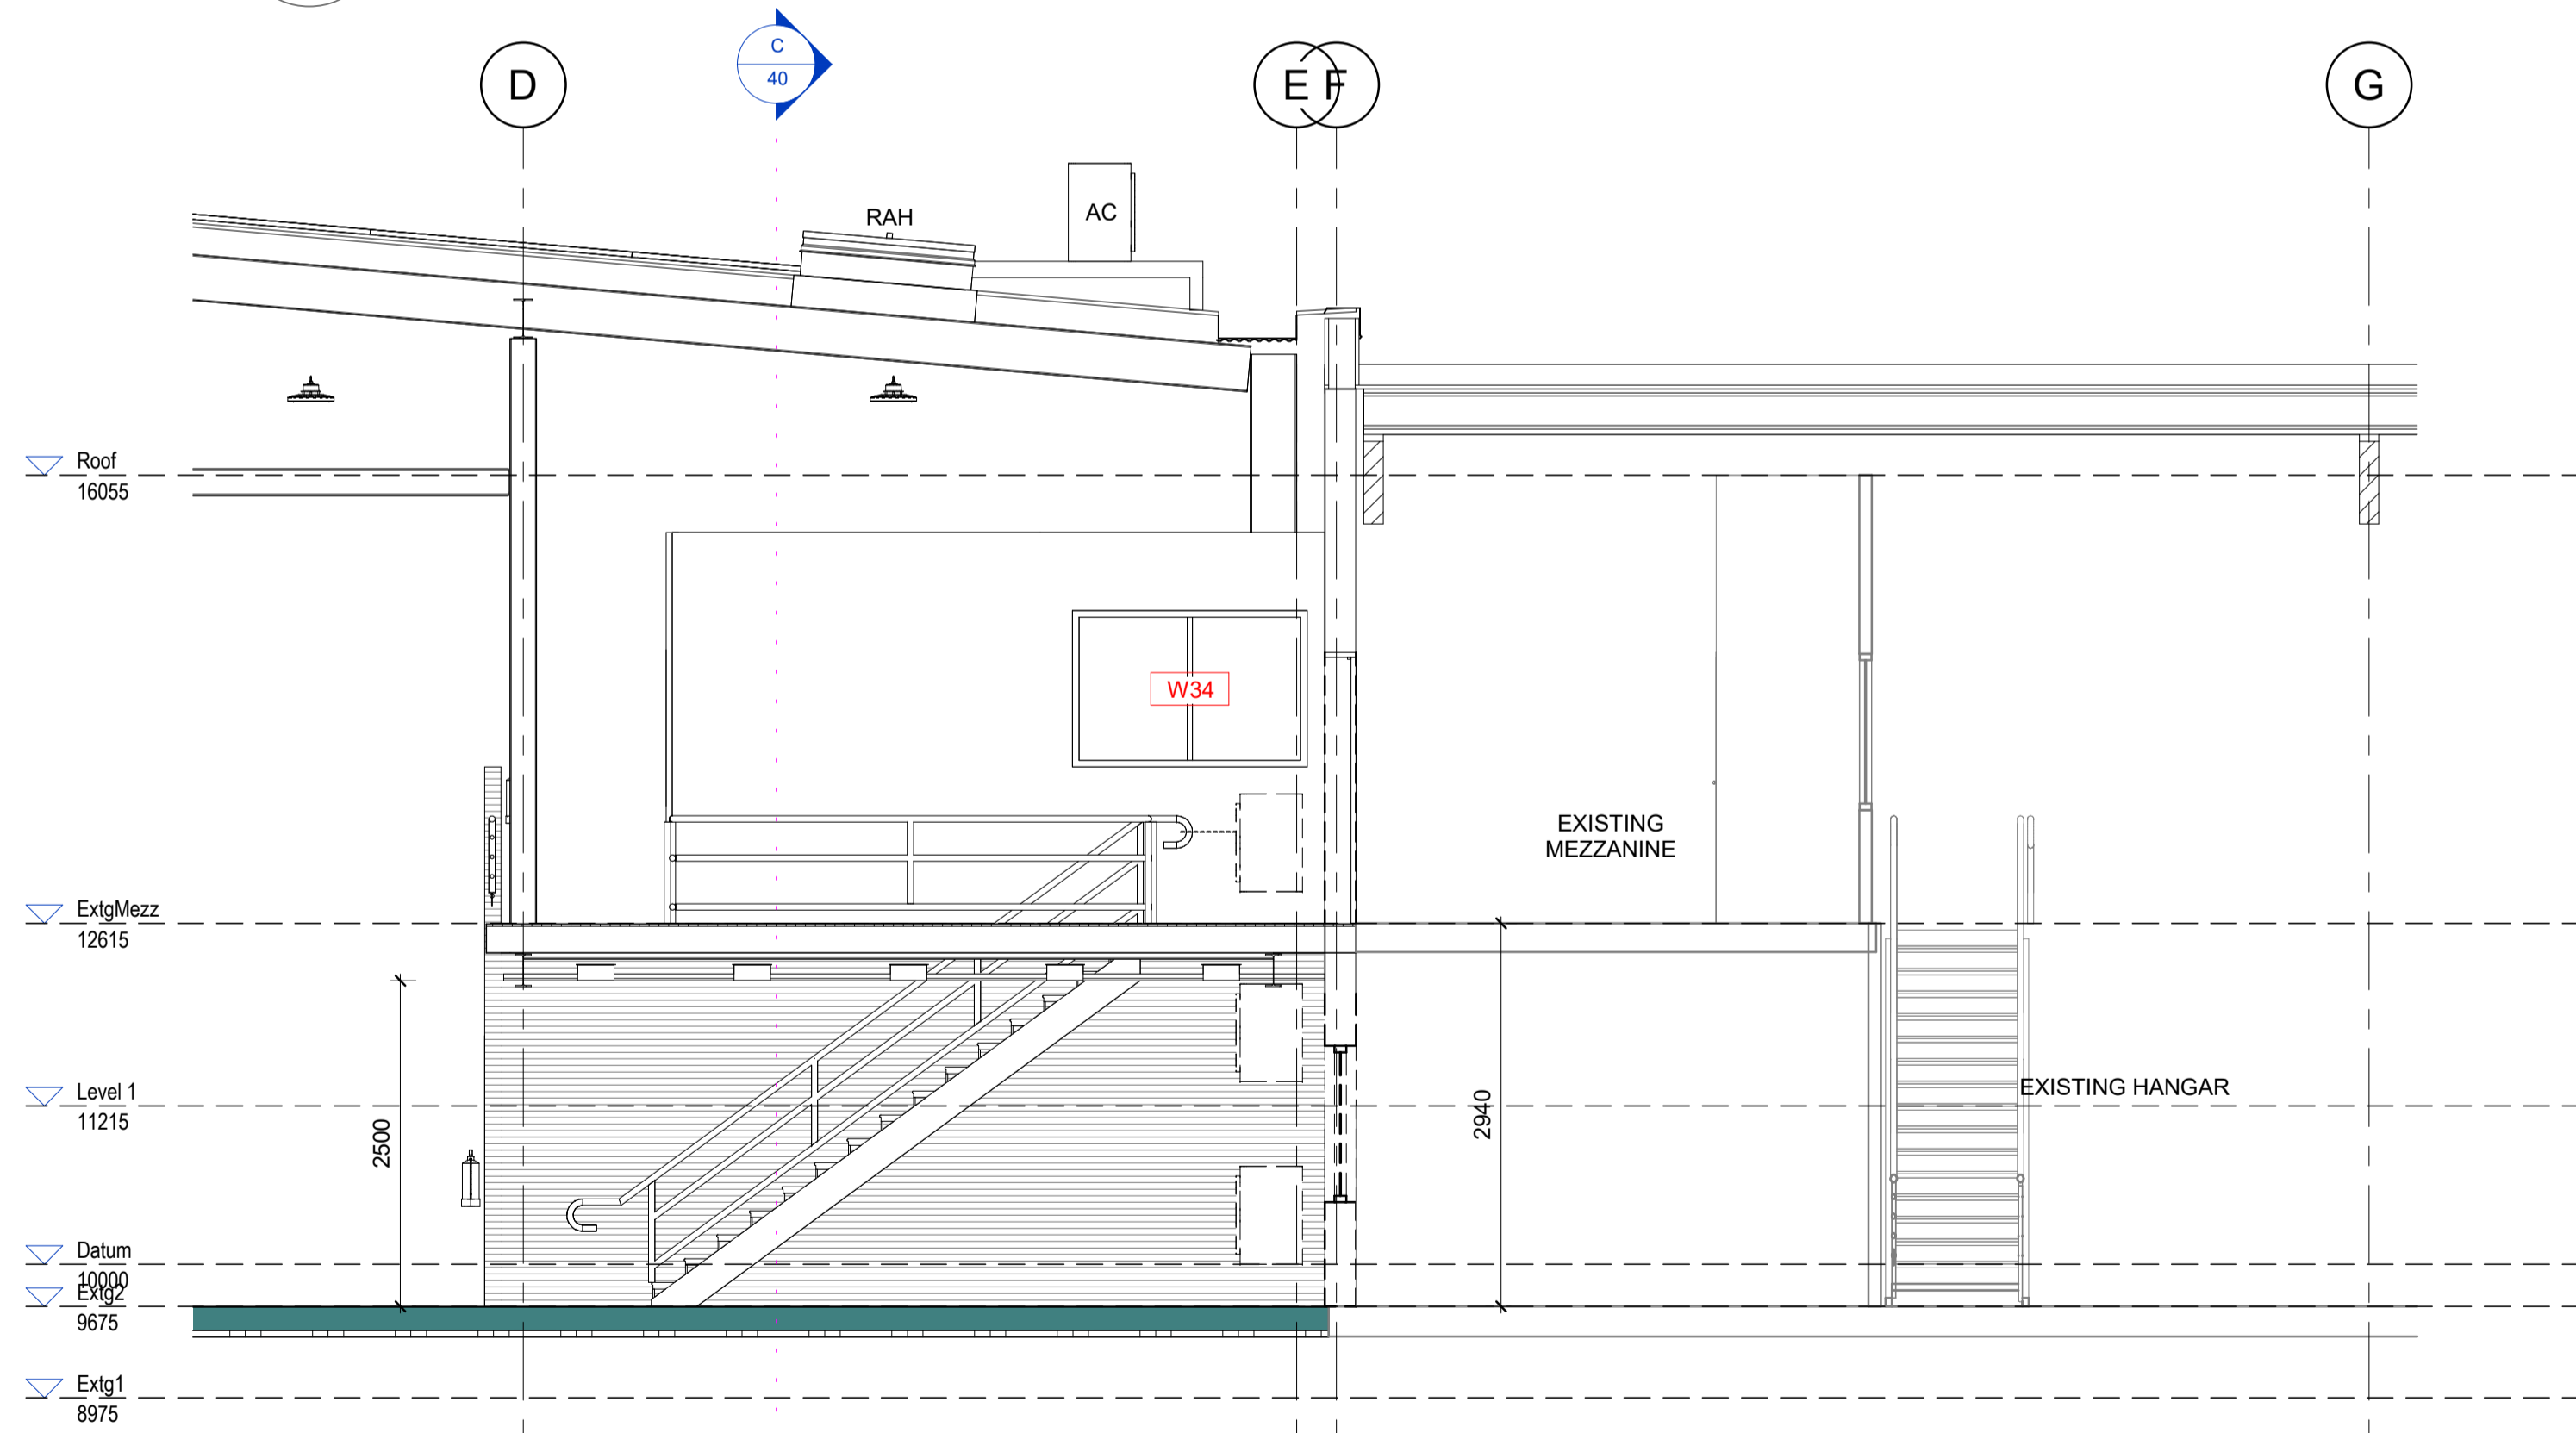 D
C
40
E
F
G
RAH
AC
Roof
16055
W34
EXISTING
MEZZANINE
ExtgMezz
12615
Level 1
11215
2500
2940
EXISTING HANGAR
Datum
10000
Extg2
9675
Extg1
8975